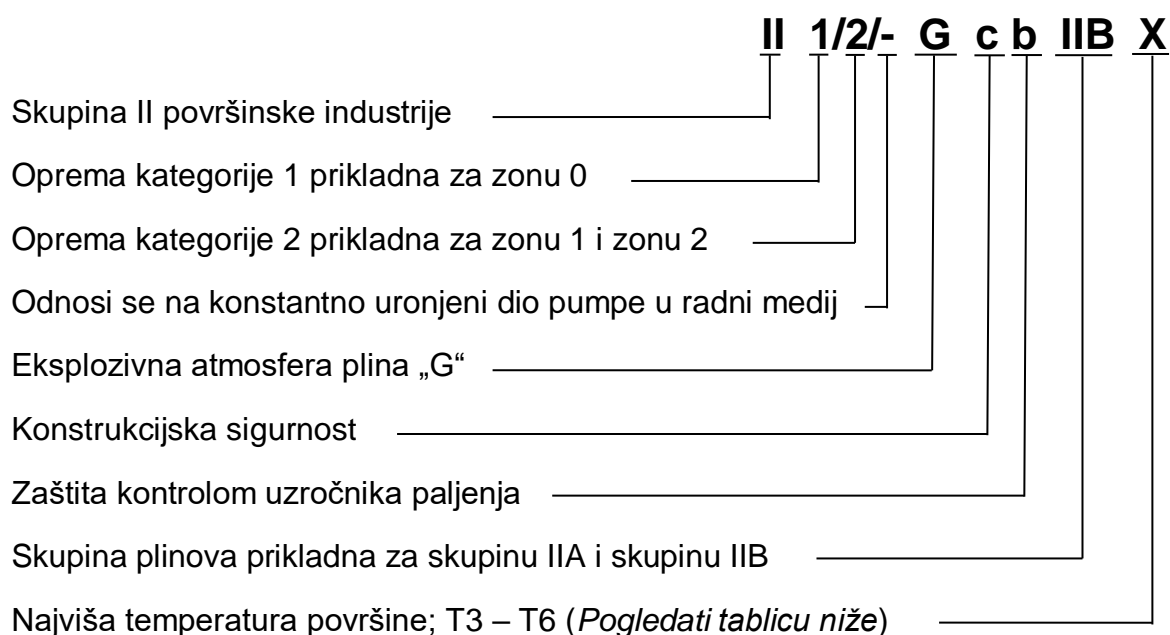 II 1/2/- G c b IIB X
Skupina II površinske industrije
Oprema kategorije 1 prikladna za zonu 0
Oprema kategorije 2 prikladna za zonu 1 i zonu 2
Odnosi se na konstantno uronjeni dio pumpe u radni medij
Eksplozivna atmosfera plina „G“
Konstrukcijska sigurnost
Zaštita kontrolom uzročnika paljenja
Skupina plinova prikladna za skupinu IIA i skupinu IIB
Najviša temperatura površine; T3 – T6 (Pogledati tablicu niže)